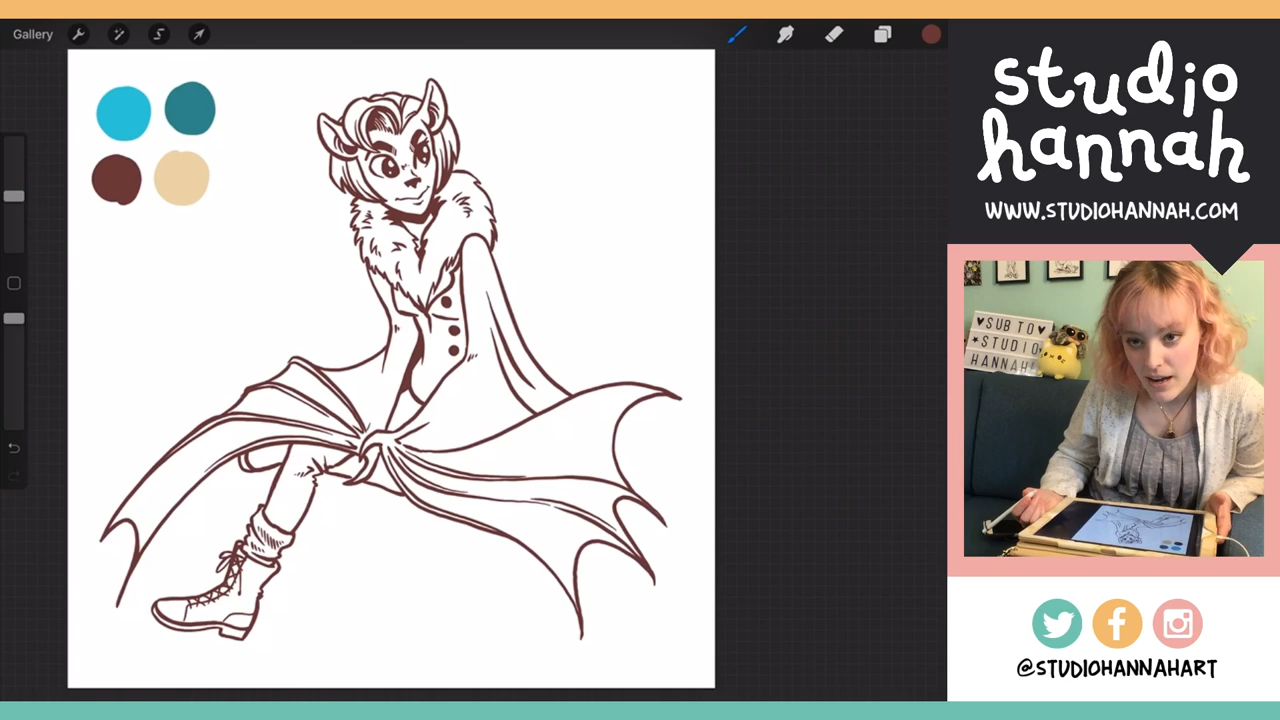 Gallery
studio
hannah
WWW.STUDIOHANNAH.COM
♥SUB TO♥
★STUDIO
HANNAH!
@STUDIOHANNAHART